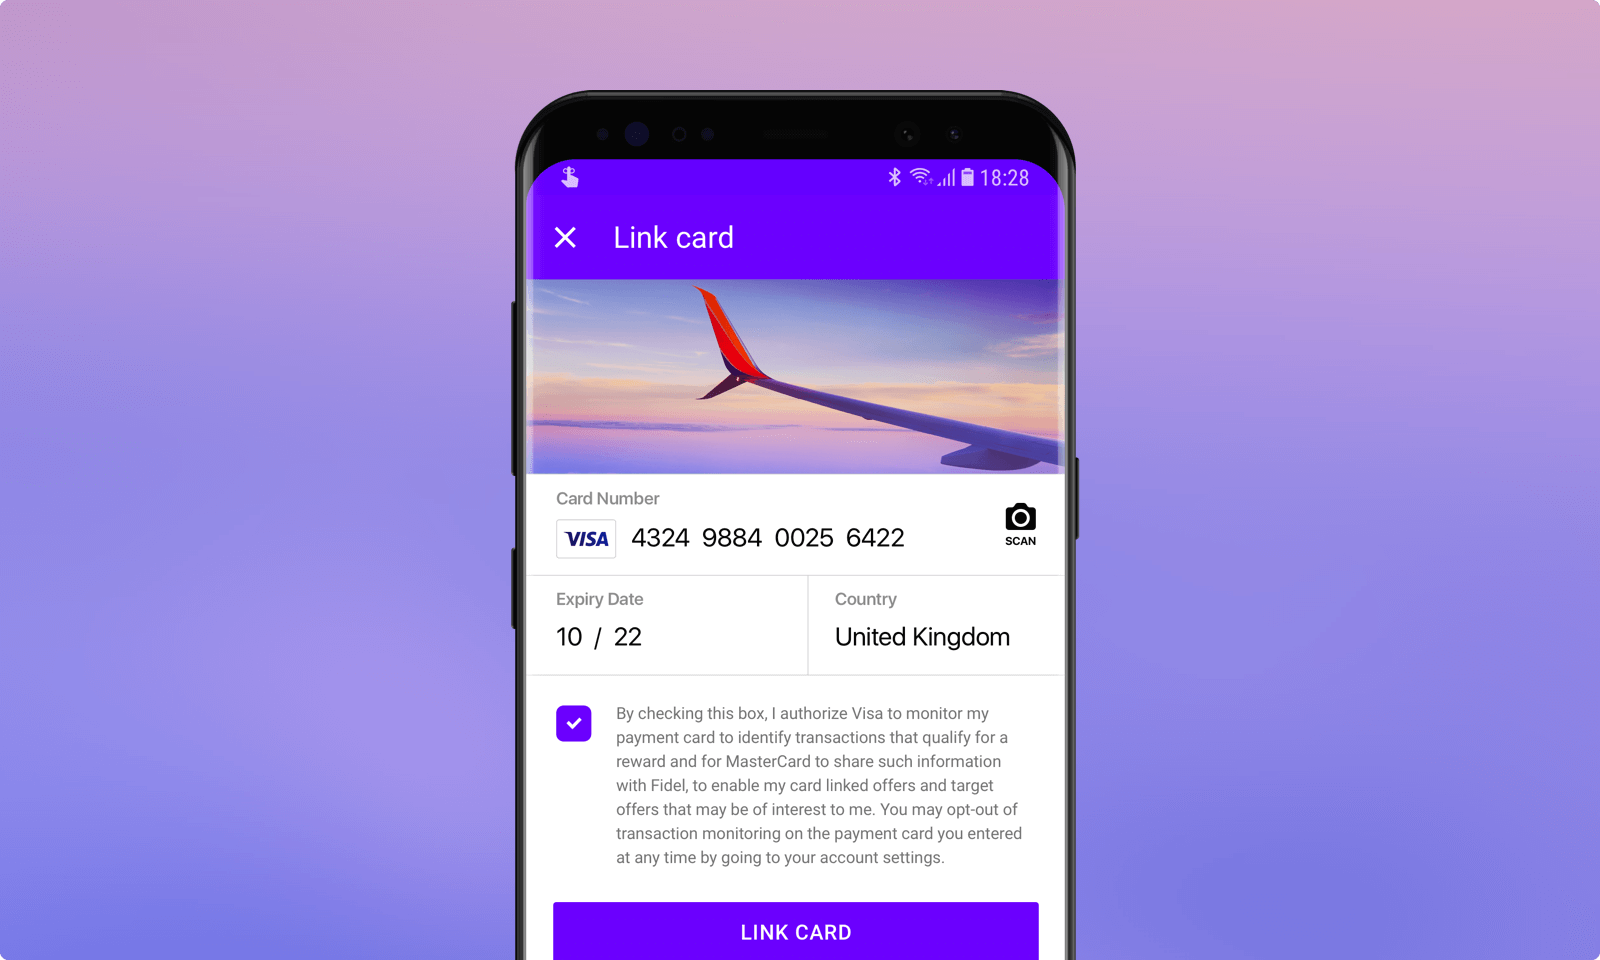 18:28
Link card
Card Number
VISA 4324 9884 0025 6422
SCAN
Expiry Date
10 / 22
Country
United Kingdom
By checking this box, I authorize Visa to monitor my
payment card to identify transactions that qualify for a
reward and for MasterCard to share such information
with Fidel, to enable my card linked offers and target
offers that may be of interest to me. You may opt-out of
transaction monitoring on the payment card you entered
at any time by going to your account settings.
LINK CARD